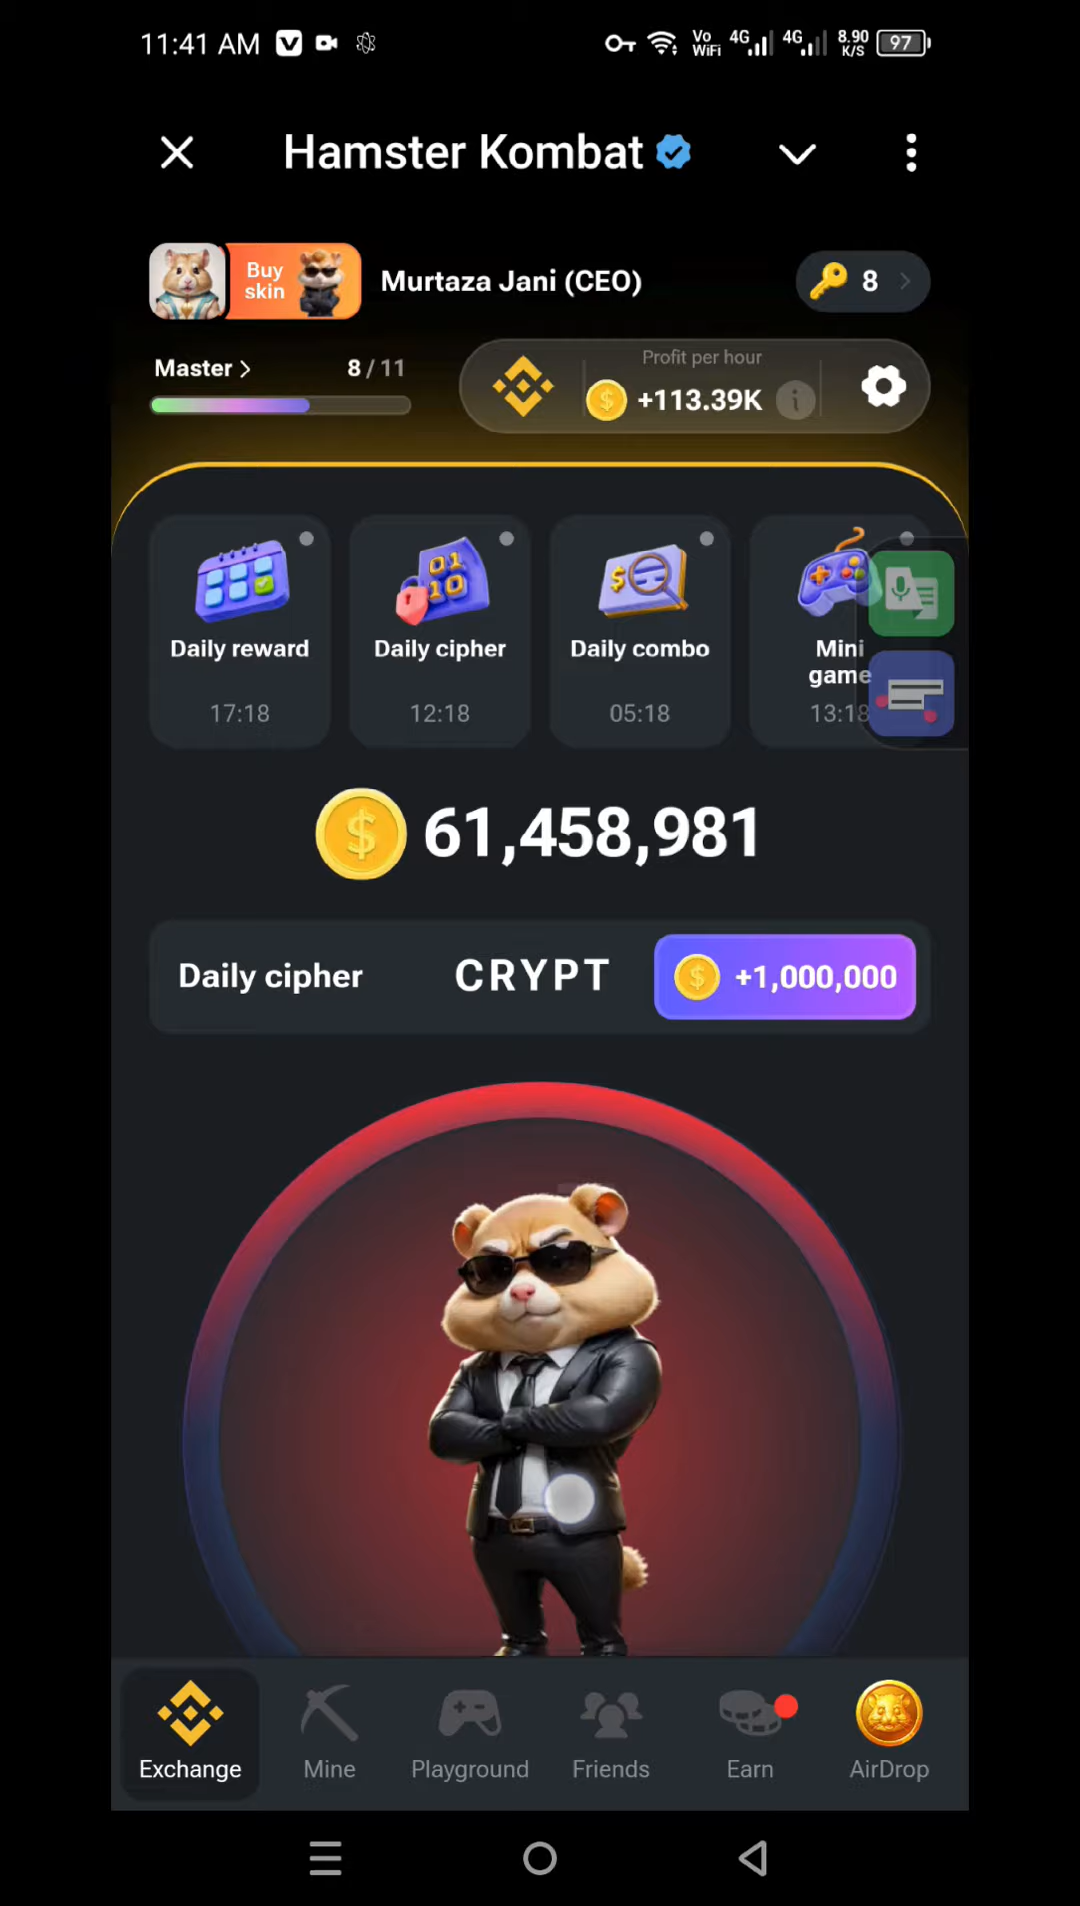 11:41 AM
Vo WiFi 4G 4G 8.90 K/S 97
Hamster Kombat
Buy skin
Murtaza Jani (CEO)
8
Master > 8 / 11
Profit per hour
+113.39K
Daily reward
17:18
Daily cipher
12:18
Daily combo
05:18
Mini game
13:18
61,458,981
Daily cipher CRYPT +1,000,000
Exchange Mine Playground Friends Earn AirDrop